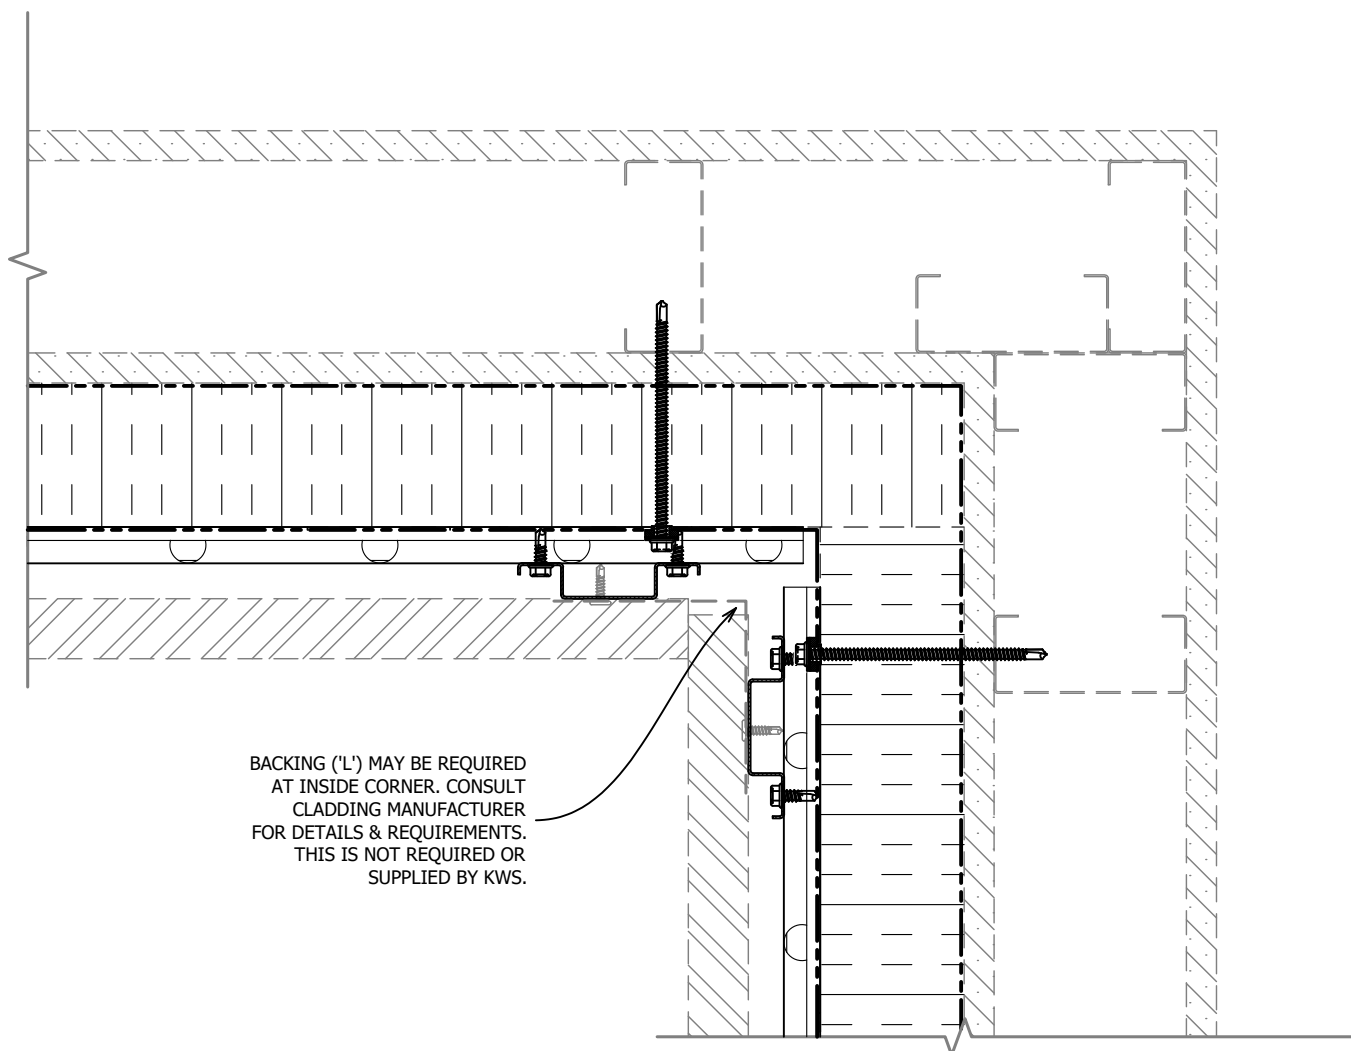 BACKING ('L') MAY BE REQUIRED
AT INSIDE CORNER. CONSULT
CLADDING MANUFACTURER
FOR DETAILS & REQUIREMENTS.
THIS IS NOT REQUIRED OR
SUPPLIED BY KWS.